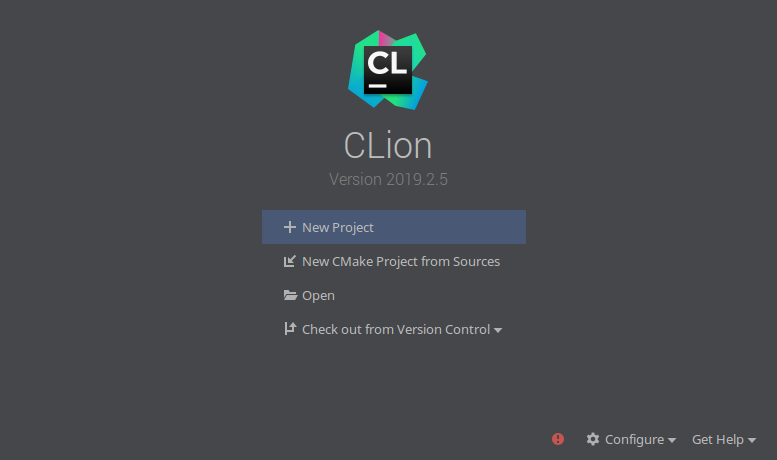 CL
CLion
Version 2019.2.5
New Project
New CMake Project from Sources
Open
Check out from Version Control
Configure
Get Help